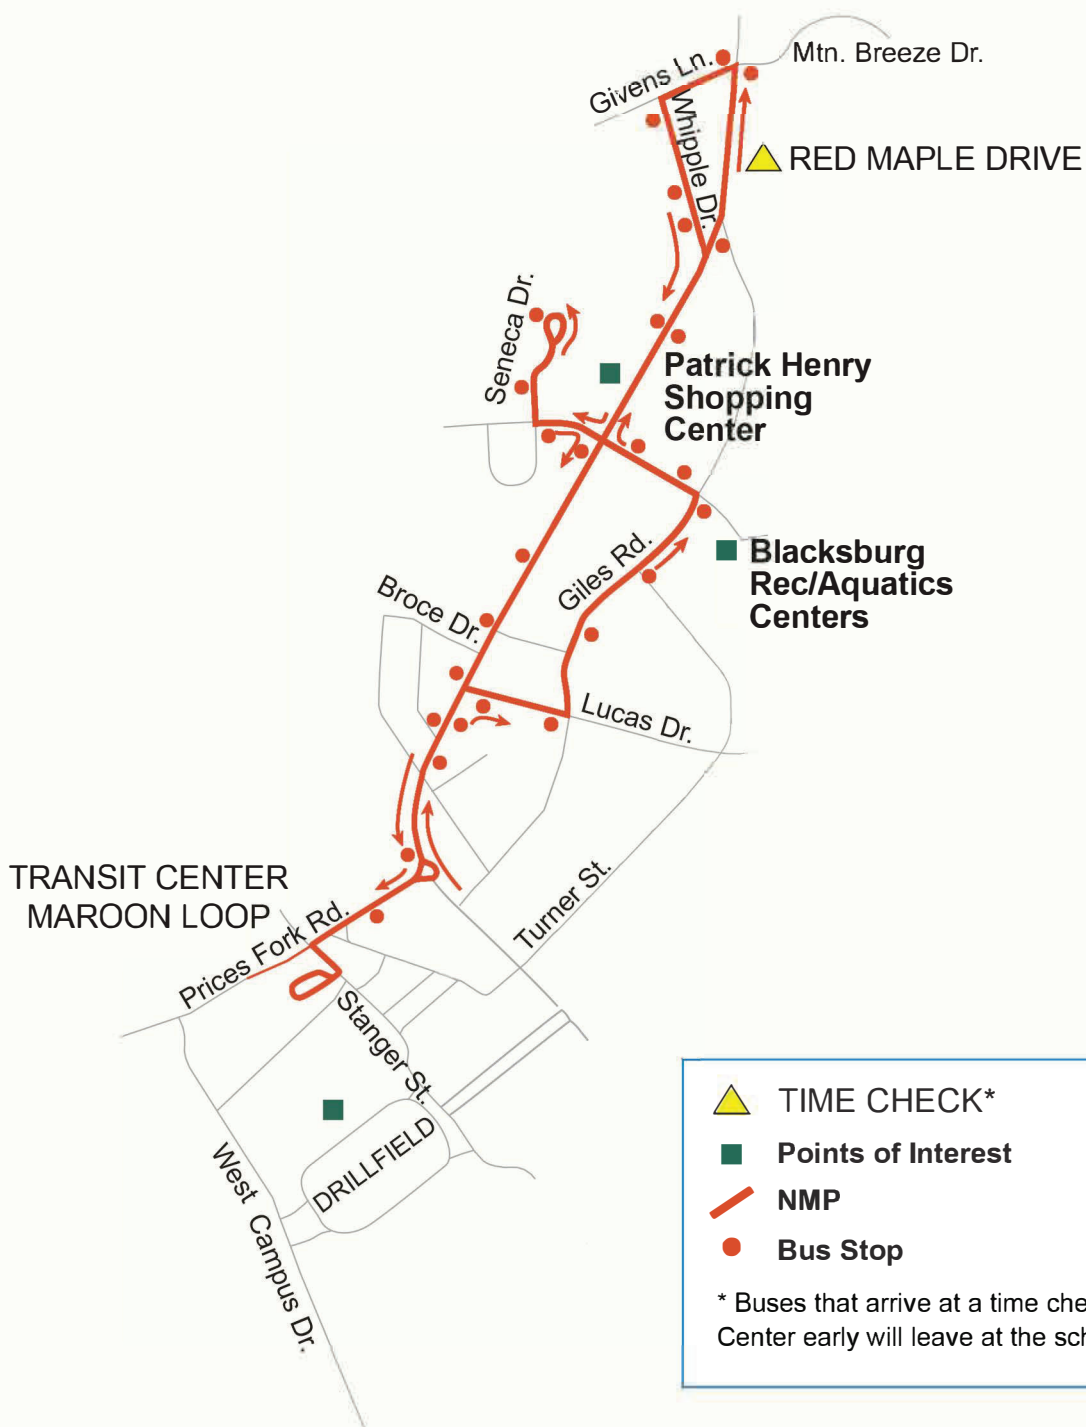 Mtn. Breeze Dr.
Givens Ln.
Whipple Dr.
RED MAPLE DRIVE
Seneca Dr.
Patrick Henry
Shopping
Center
Giles Rd.
Blacksburg
Rec/Aquatics
Centers
Broce Dr.
Lucas Dr.
TRANSIT CENTER
MAROON LOOP
Turner St.
Prices Fork Rd.
Stanger St.
DRILLFIELD
West Campus Dr.
TIME CHECK*
Points of Interest
NMP
Bus Stop
* Buses that arrive at a time che
Center early will leave at the sch